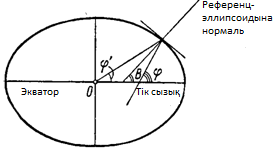 Референц-
эллипсоидына
нормаль
φ'
B
φ
Экватор
O
Тік сызық